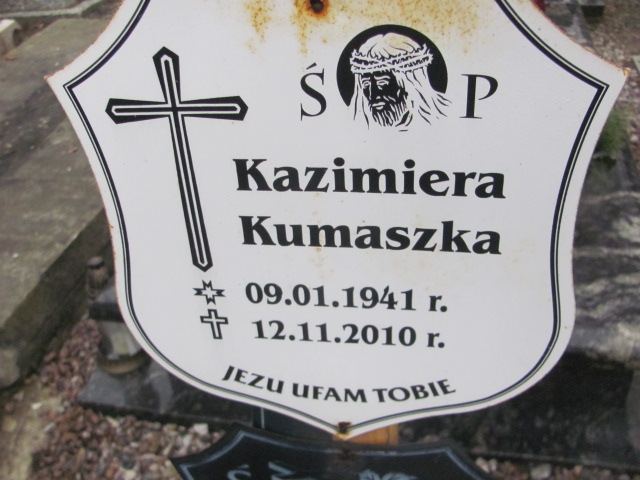 Ś P
Kazimiera
Kumaszka
09.01.1941 r.
12.11.2010 r.
JEZU UFAM TOBIE